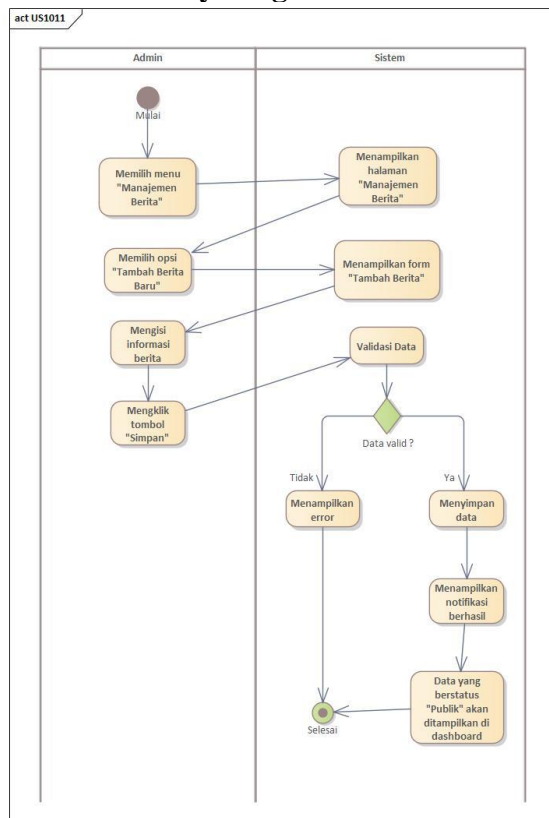 act US1011
Admin
Sistem
Mulai
Memilih menu
"Manajemen
Berita"
Menampilkan
halaman
"Manajemen
Berita"
Memilih opsi
"Tambah Berita
Baru"
Menampilkan form
"Tambah Berita"
Mengisi
informasi
berita
Validasi Data
Mengklik
tombol
"Simpan"
Data valid ?
Tidak
Ya
Menampilkan
error
Menyimpan
data
Menampilkan
notifikasi
berhasil
Data yang
berstatus
"Publik" akan
ditampilkan di
dashboard
Selesai